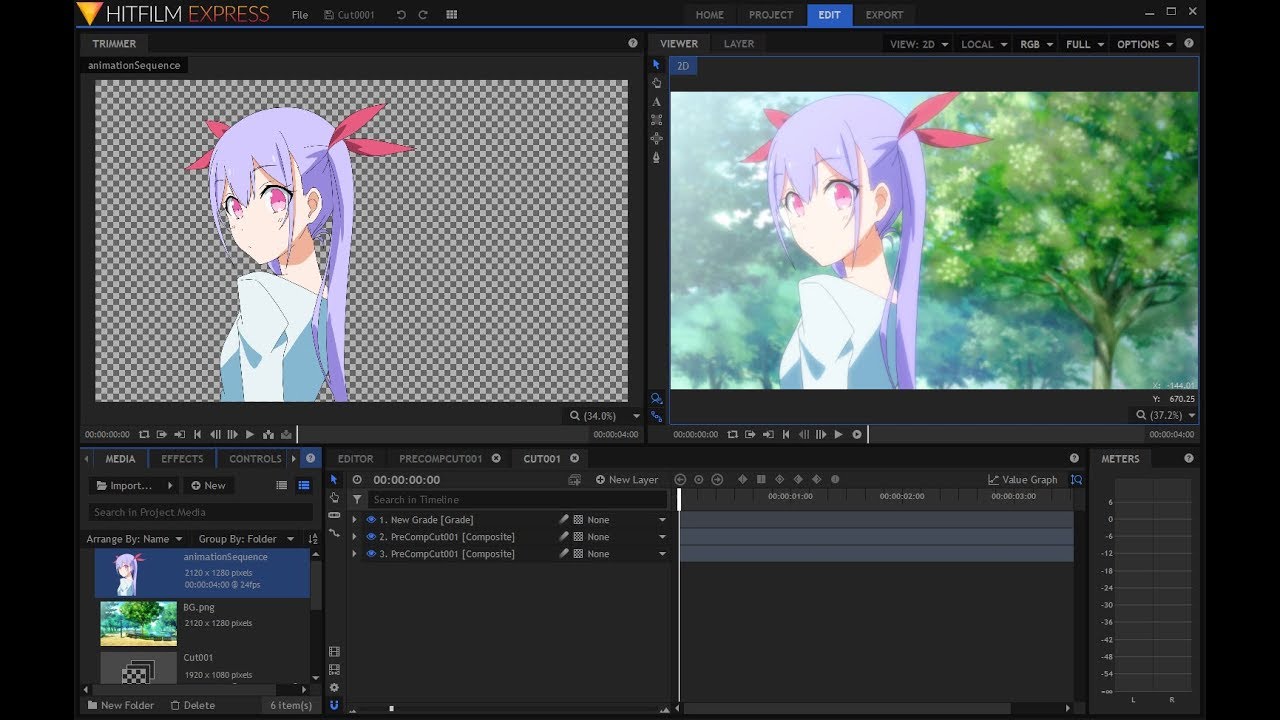 HITFILM EXPRESS File Cut0001 HOME PROJECT EDIT EXPORT
TRIMMER
animationSequence
(34.0%)
00:00:00:00 00:00:04:00
VIEWER LAYER VIEW: 2D LOCAL RGB FULL OPTIONS
2D
A
X: -144.01
Y: 670.25
(37.2%)
00:00:00:00 00:00:04:00
MEDIA EFFECTS CONTROLS
Import... New
Search in Project Media
Arrange By: Name Group By: Folder
animationSequence
2120 x 1280 pixels
00:00:04:00 @ 24fps
BG.png
2120 x 1280 pixels
Cut001
1920 x 1080 pixels
New Folder Delete 6 item(s)
EDITOR PRECOMPCUT001 CUT001
00:00:00:00 New Layer Value Graph
Search in Timeline
00:00:01:00 00:00:02:00 00:00:03:00
1. New Grade [Grade] None
2. PreCompCut001 [Composite] None
3. PreCompCut001 [Composite] None
METERS
6
0
-6
-12
-18
-24
-30
-36
-42
-48
-54
-∞
L R